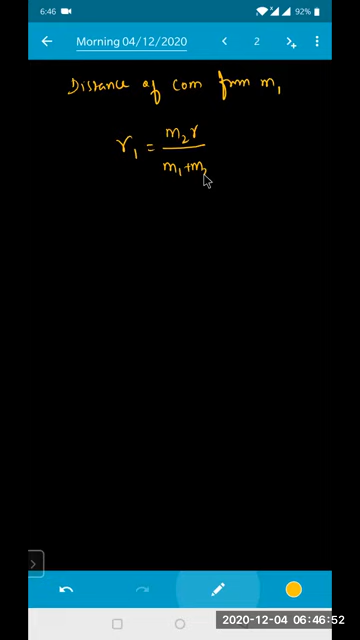 6:46
92%
Morning 04/12/2020
2
Distance of com from m₁
r₁ = m₂r / m₁+m₂
2020-12-04 06:46:52